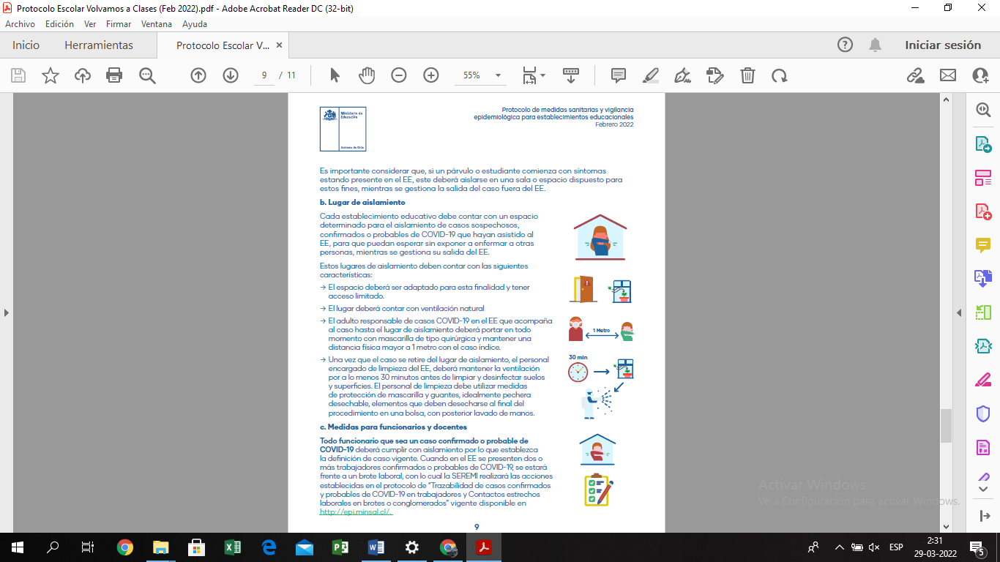 Protocolo Escolar Volvamos a Clases (Feb 2022).pdf - Adobe Acrobat Reader DC (32-bit)
Archivo Edición Ver Firmar Ventana Ayuda
Inicio Herramientas Protocolo Escolar V... × Iniciar sesión
9 / 11 55%
Ministerio de
Educación
Gobierno de Chile
Protocolo de medidas sanitarias y vigilancia
epidemiológica para establecimientos educacionales
Febrero 2022
Es importante considerar que, si un párvulo o estudiante comienza con síntomas
estando presente en el EE, este deberá aislarse en una sala o espacio dispuesto para
estos fines, mientras se gestiona la salida del caso fuera del EE.
b. Lugar de aislamiento
Cada establecimiento educativo debe contar con un espacio
determinado para el aislamiento de casos sospechosos,
confirmados o probables de COVID-19 que hayan asistido al
EE, para que puedan esperar sin exponer a enfermar a otras
personas, mientras se gestiona su salida del EE.
Estos lugares de aislamiento deben contar con las siguientes
características:
→ El espacio deberá ser adaptado para esta finalidad y tener
acceso limitado.
→ El lugar deberá contar con ventilación natural
→ El adulto responsable de casos COVID-19 en el EE que acompaña
al caso hasta el lugar de aislamiento deberá portar en todo
momento con mascarilla de tipo quirúrgica y mantener una
distancia física mayor a 1 metro con el caso índice.
1 Metro
→ Una vez que el caso se retire del lugar de aislamiento, el personal
encargado de limpieza del EE, deberá mantener la ventilación
por a lo menos 30 minutos antes de limpiar y desinfectar suelos
y superficies. El personal de limpieza debe utilizar medidas
de protección de mascarilla y guantes, idealmente pechera
desechable, elementos que deben desecharse al final del
procedimiento en una bolsa, con posterior lavado de manos.
30 min
c. Medidas para funcionarios y docentes
Todo funcionario que sea un caso confirmado o probable de
COVID-19 deberá cumplir con aislamiento por lo que establezca
la definición de caso vigente. Cuando en el EE se presenten dos o
más trabajadores confirmados o probables de COVID-19, se estará
frente a un brote laboral, con lo cual la SEREMI realizará las acciones
establecidas en el protocolo de "Trazabilidad de casos confirmados
y probables de COVID-19 en trabajadores y Contactos estrechos
laborales en brotes o conglomerados" vigente disponible en
http://epi.minsal.cl/.
9
Activar Windows
Ve a Configuración para activar Windows.
ESP
2:31
29-03-2022
5